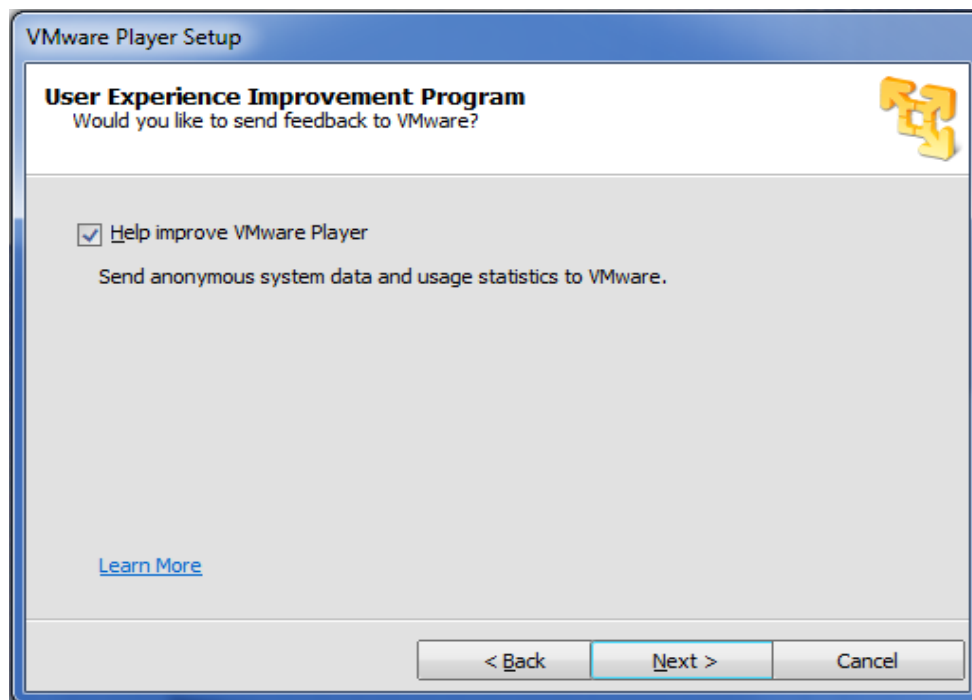 VMware Player Setup
User Experience Improvement Program
Would you like to send feedback to VMware?
Help improve VMware Player
Send anonymous system data and usage statistics to VMware.
Learn More
< Back Next > Cancel